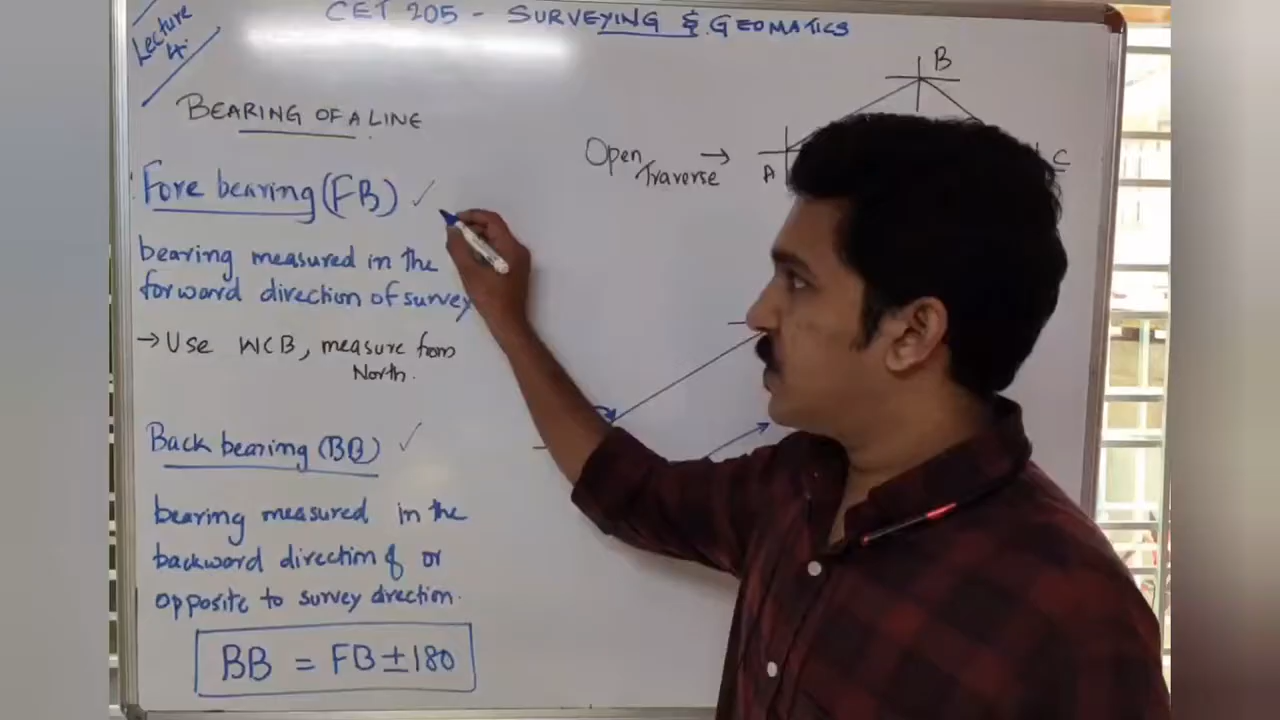 Lecture
4.
CET 205 - SURVEYING & GEOMATICS
BEARING OF A LINE
Fore bearing (FB) ✓
bearing measured in the
forward direction of survey
→ Use WCB, measure from
North.
Back bearing (BB) ✓
bearing measured in the
backward direction of or
opposite to survey direction.
BB = FB ± 180
Open
Traverse →
A
B
C